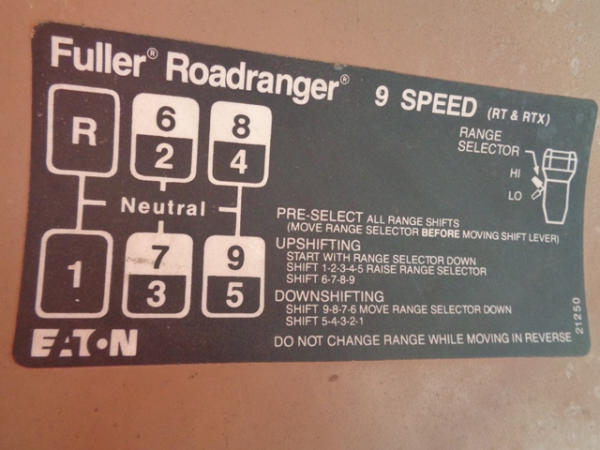 Fuller® Roadranger® 9 SPEED (RT & RTX)
R 6 8
2 4
Neutral
1 7 9
3 5
RANGE
SELECTOR
HI
LO
PRE-SELECT ALL RANGE SHIFTS
(MOVE RANGE SELECTOR BEFORE MOVING SHIFT LEVER)
UPSHIFTING
START WITH RANGE SELECTOR DOWN
SHIFT 1-2-3-4-5 RAISE RANGE SELECTOR
SHIFT 6-7-8-9
DOWNSHIFTING
SHIFT 9-8-7-6 MOVE RANGE SELECTOR DOWN
SHIFT 5-4-3-2-1
DO NOT CHANGE RANGE WHILE MOVING IN REVERSE
EATON
21250